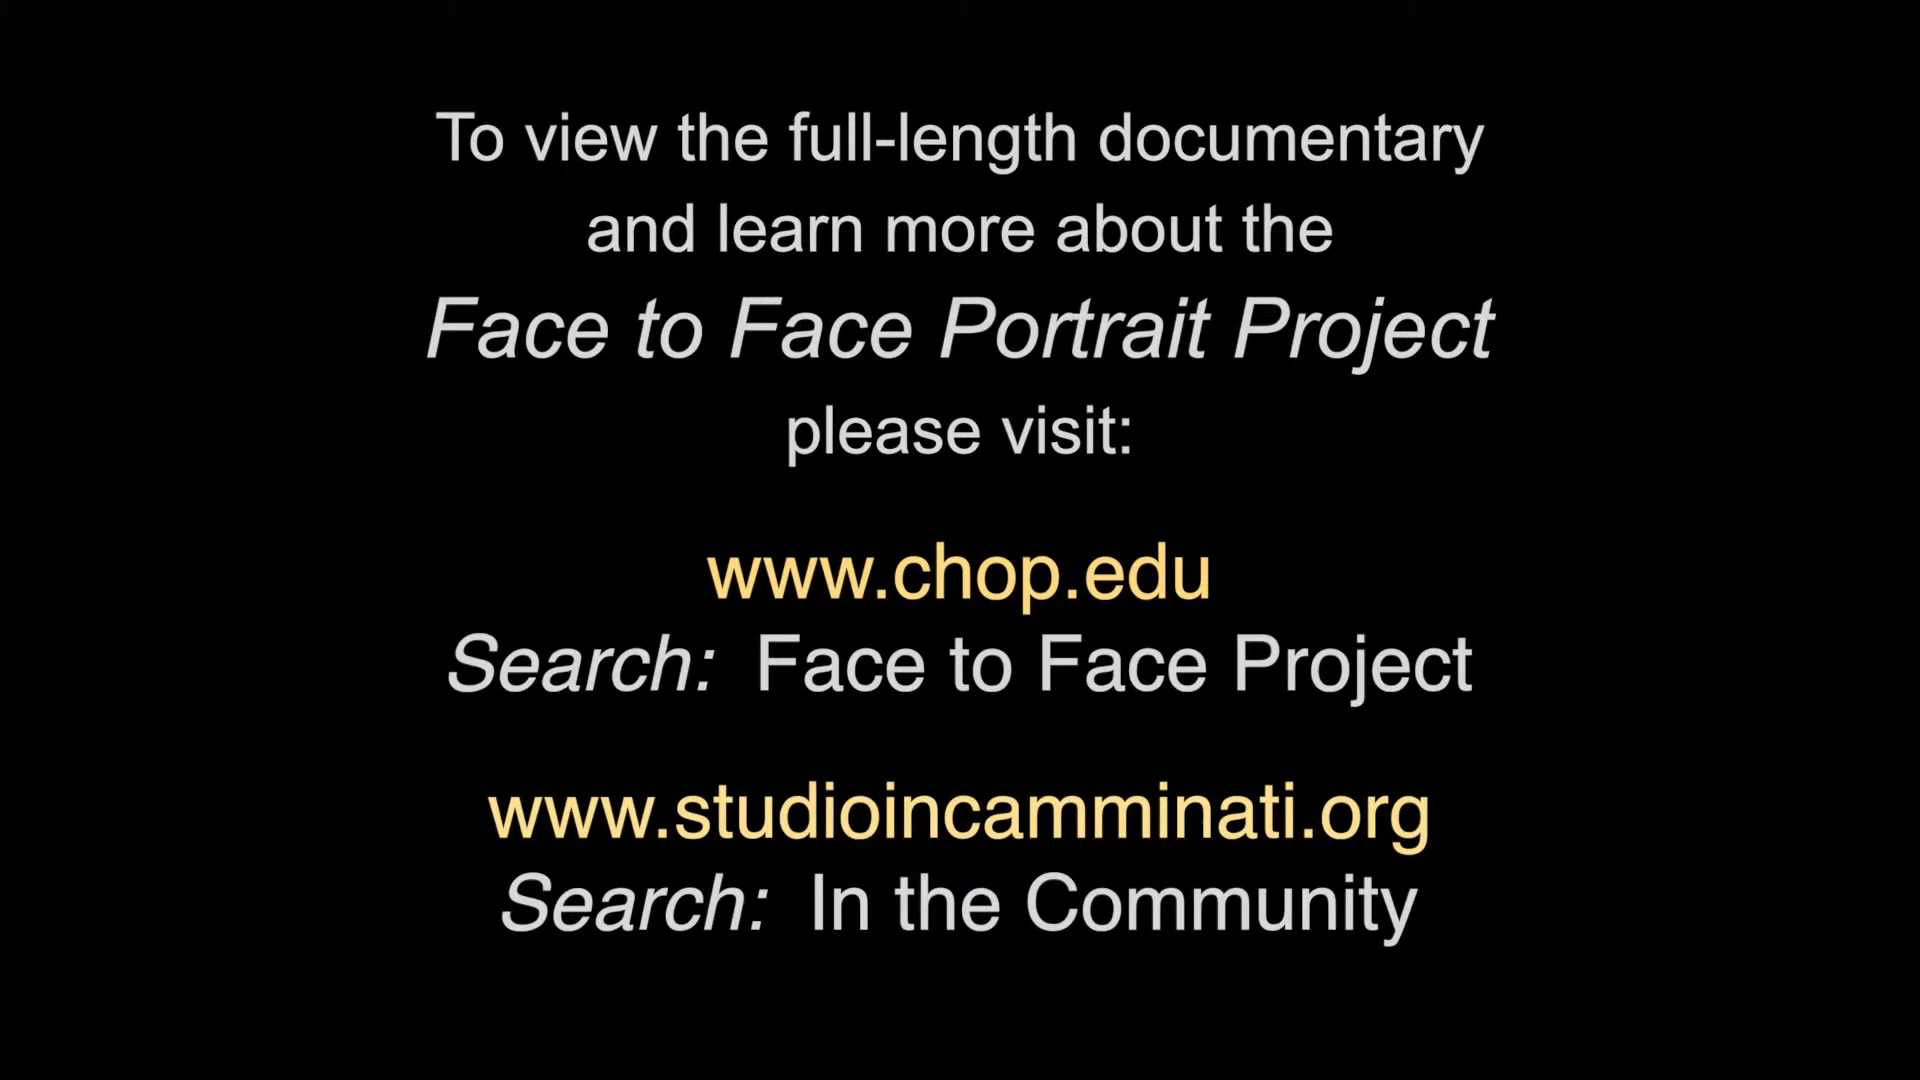 To view the full-length documentary
and learn more about the
Face to Face Portrait Project
please visit:
www.chop.edu
Search: Face to Face Project
www.studioincamminati.org
Search: In the Community